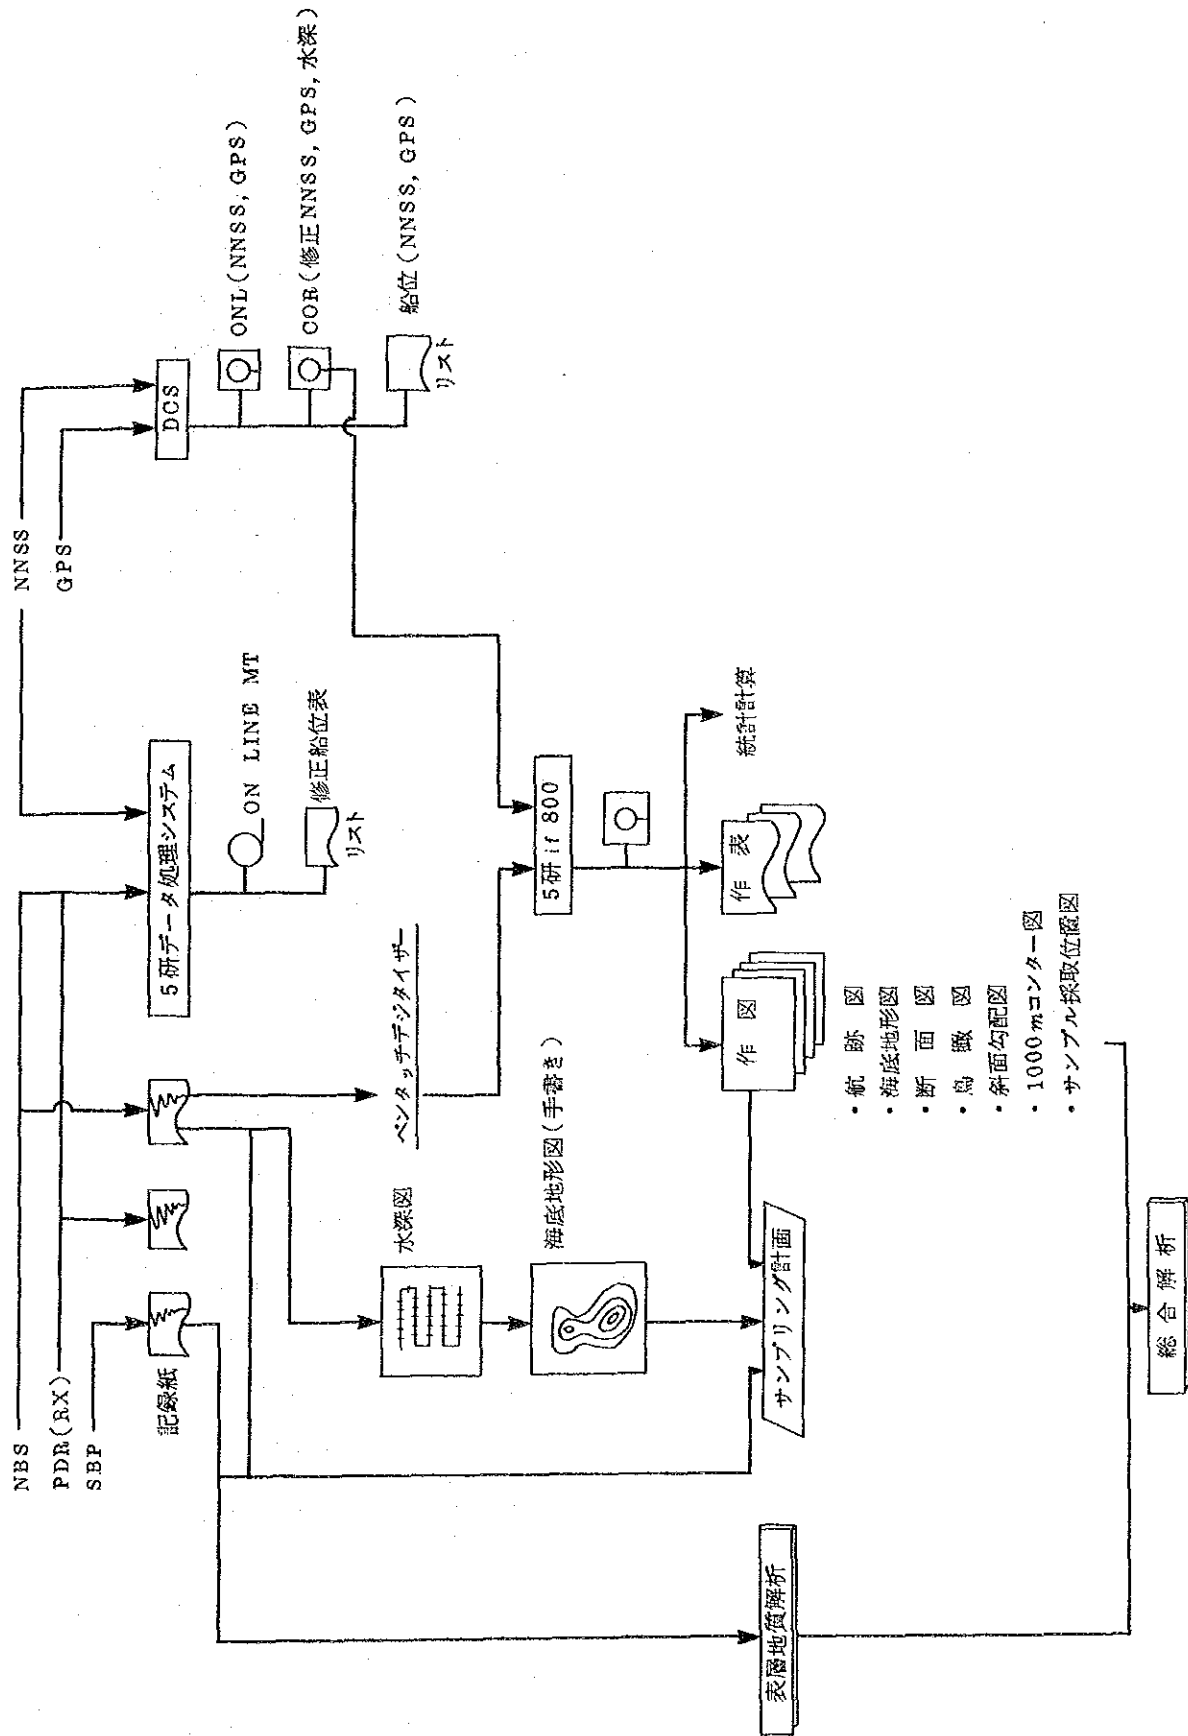 NBS
PDR(RX)
SBP
NNSS
GPS
記録紙
5研データ処理システム
DCS
ON LINE MT
修正船位表
リスト
ONL(NNSS, GPS)
COR(修正NNSS, GPS, 水深)
船位(NNSS, GPS)
リスト
ペンタッチデジタイザー
水深図
海底地形図(手書き)
5研 if 800
サンプリング計画
作 図
作 表
統計計算
・航 跡 図
・海底地形図
・断 面 図
・鳥 瞰 図
・斜面勾配図
・1000mコンター図
・サンプル採取位置図
表層地質解析
総 合 解 析